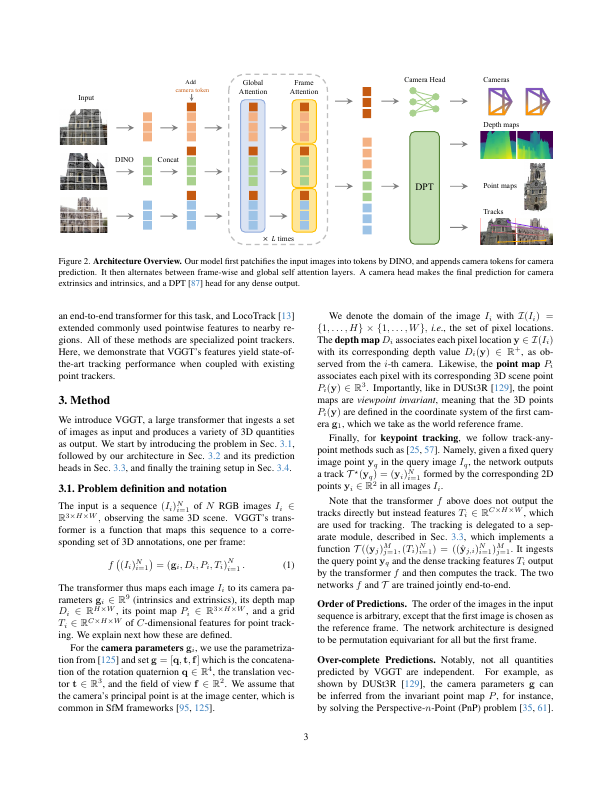 Input
DINO
Concat
Add
camera token
Global
Attention
Frame
Attention
× L times
Camera Head
DPT
Cameras
Depth maps
Point maps
Tracks
Figure 2. Architecture Overview. Our model first patchifies the input images into tokens by DINO, and appends camera tokens for camera
prediction. It then alternates between frame-wise and global self attention layers. A camera head makes the final prediction for camera
extrinsics and intrinsics, and a DPT [87] head for any dense output.
an end-to-end transformer for this task, and LocoTrack [13]
extended commonly used pointwise features to nearby re-
gions. All of these methods are specialized point trackers.
Here, we demonstrate that VGGT's features yield state-of-
the-art tracking performance when coupled with existing
point trackers.
3. Method
We introduce VGGT, a large transformer that ingests a set
of images as input and produces a variety of 3D quantities
as output. We start by introducing the problem in Sec. 3.1,
followed by our architecture in Sec. 3.2 and its prediction
heads in Sec. 3.3, and finally the training setup in Sec. 3.4.
3.1. Problem definition and notation
The input is a sequence (I_i)_{i=1}^N of N RGB images I_i ∈
ℝ^{3×H×W}, observing the same 3D scene. VGGT's trans-
former is a function that maps this sequence to a corre-
sponding set of 3D annotations, one per frame:
f ((I_i)_{i=1}^N) = (g_i, D_i, P_i, T_i)_{i=1}^N . (1)
The transformer thus maps each image I_i to its camera pa-
rameters g_i ∈ ℝ^9 (intrinsics and extrinsics), its depth map
D_i ∈ ℝ^{H×W}, its point map P_i ∈ ℝ^{3×H×W}, and a grid
T_i ∈ ℝ^{C×H×W} of C-dimensional features for point track-
ing. We explain next how these are defined.
For the camera parameters g_i, we use the parametriza-
tion from [125] and set g = [q, t, f] which is the concatena-
tion of the rotation quaternion q ∈ ℝ^4, the translation vec-
tor t ∈ ℝ^3, and the field of view f ∈ ℝ^2. We assume that
the camera's principal point is at the image center, which is
common in SfM frameworks [95, 125].
We denote the domain of the image I_i with ℐ(I_i) =
{1, . . . , H} × {1, . . . , W}, i.e., the set of pixel locations.
The depth map D_i associates each pixel location y ∈ ℐ(I_i)
with its corresponding depth value D_i(y) ∈ ℝ^+, as ob-
served from the i-th camera. Likewise, the point map P_i
associates each pixel with its corresponding 3D scene point
P_i(y) ∈ ℝ^3. Importantly, like in DUSt3R [129], the point
maps are viewpoint invariant, meaning that the 3D points
P_i(y) are defined in the coordinate system of the first cam-
era g_1, which we take as the world reference frame.
Finally, for keypoint tracking, we follow track-any-
point methods such as [25, 57]. Namely, given a fixed query
image point y_q in the query image I_q, the network outputs
a track 𝒯*(y_q) = (y_i)_{i=1}^N formed by the corresponding 2D
points y_i ∈ ℝ^2 in all images I_i.
Note that the transformer f above does not output the
tracks directly but instead features T_i ∈ ℝ^{C×H×W}, which
are used for tracking. The tracking is delegated to a sep-
arate module, described in Sec. 3.3, which implements a
function 𝒯((y_j)_{j=1}^M, (T_i)_{i=1}^N) = ((ŷ_{j,i})_{i=1}^N)_{j=1}^M. It ingests
the query point y_q and the dense tracking features T_i output
by the transformer f and then computes the track. The two
networks f and 𝒯 are trained jointly end-to-end.
Order of Predictions. The order of the images in the input
sequence is arbitrary, except that the first image is chosen as
the reference frame. The network architecture is designed
to be permutation equivariant for all but the first frame.
Over-complete Predictions. Notably, not all quantities
predicted by VGGT are independent. For example, as
shown by DUSt3R [129], the camera parameters g can
be inferred from the invariant point map P, for instance,
by solving the Perspective-n-Point (PnP) problem [35, 61].
3